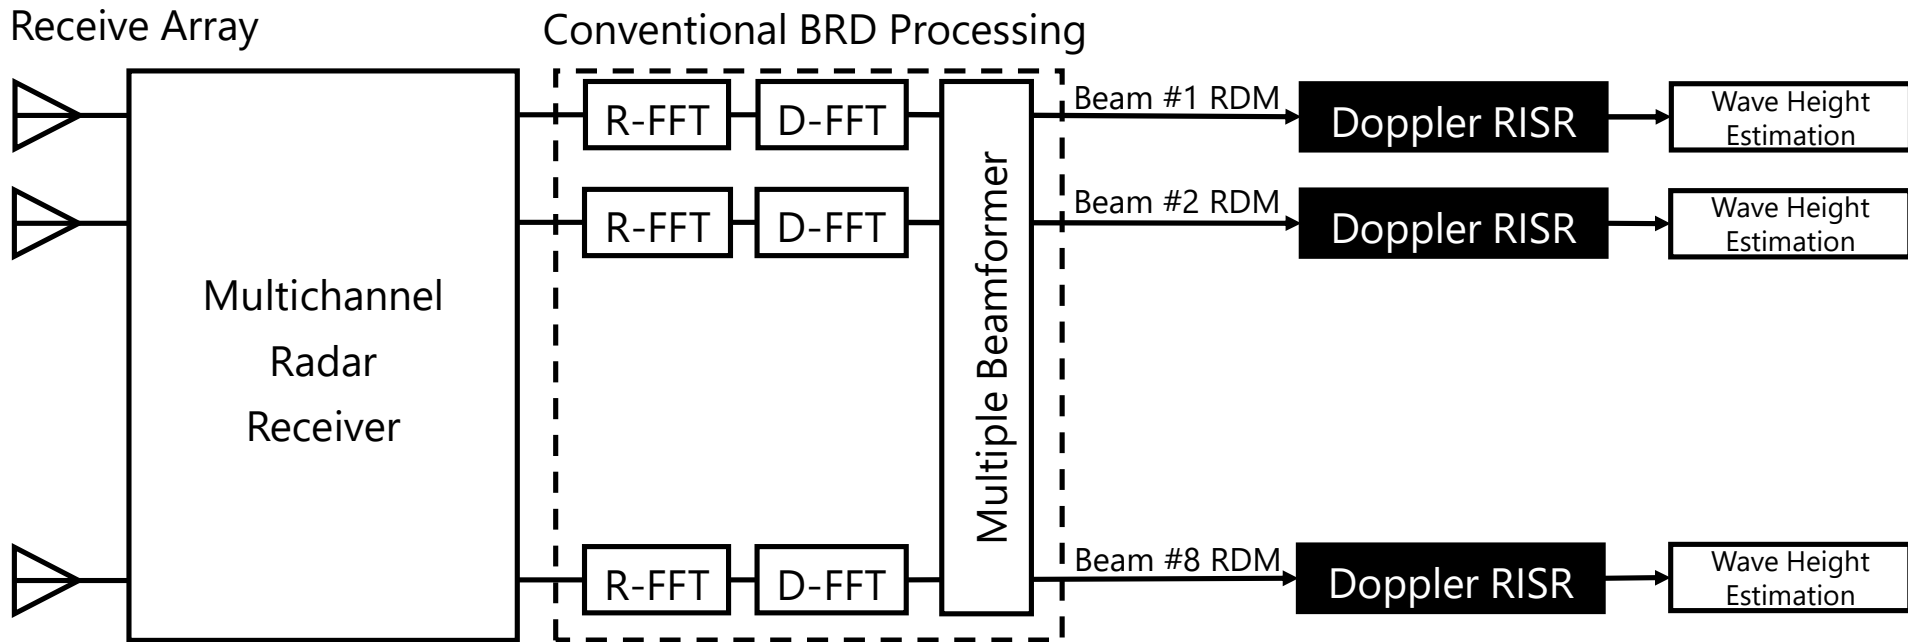 Receive Array
Conventional BRD Processing
R-FFT
D-FFT
Beam #1 RDM
Doppler RISR
Wave Height
Estimation
R-FFT
D-FFT
Beam #2 RDM
Doppler RISR
Wave Height
Estimation
Multichannel
Radar
Receiver
Multiple Beamformer
R-FFT
D-FFT
Beam #8 RDM
Doppler RISR
Wave Height
Estimation